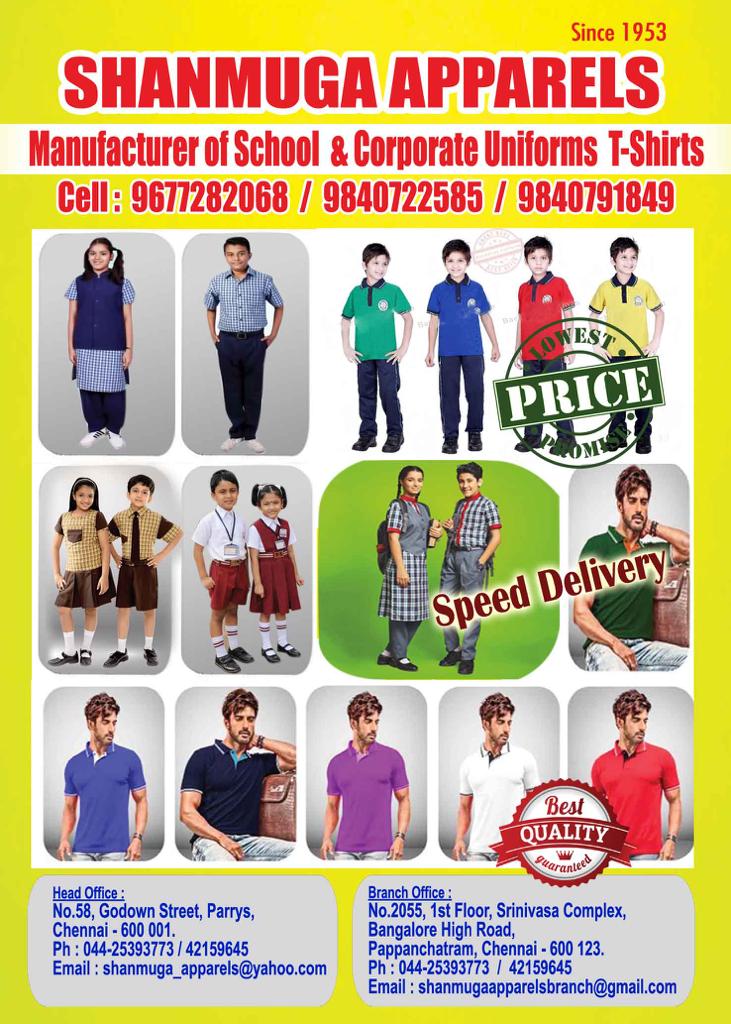 Since 1953
SHANMUGA APPARELS
Manufacturer of School & Corporate Uniforms T-Shirts
Cell : 9677282068 / 9840722585 / 9840791849
LOWEST
PRICE
PROMISE
Speed Delivery
Best
QUALITY
guaranteed
Head Office :
No.58, Godown Street, Parrys,
Chennai - 600 001.
Ph : 044-25393773 / 42159645
Email : shanmuga_apparels@yahoo.com
Branch Office :
No.2055, 1st Floor, Srinivasa Complex,
Bangalore High Road,
Pappanchatram, Chennai - 600 123.
Ph : 044-25393773 / 42159645
Email : shanmugaapparelsbranch@gmail.com